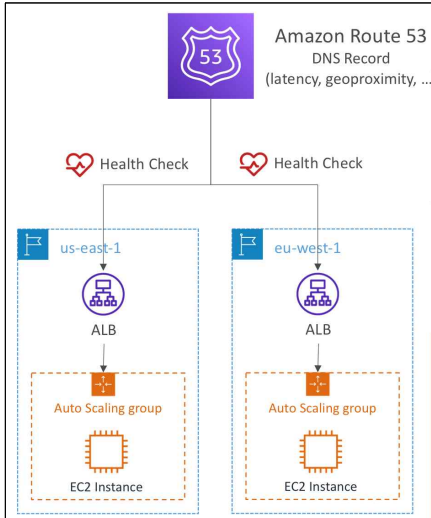 53
Amazon Route 53
DNS Record
(latency, geoproximity, ...
Health Check
Health Check
us-east-1
eu-west-1
ALB
ALB
Auto Scaling group
Auto Scaling group
EC2 Instance
EC2 Instance